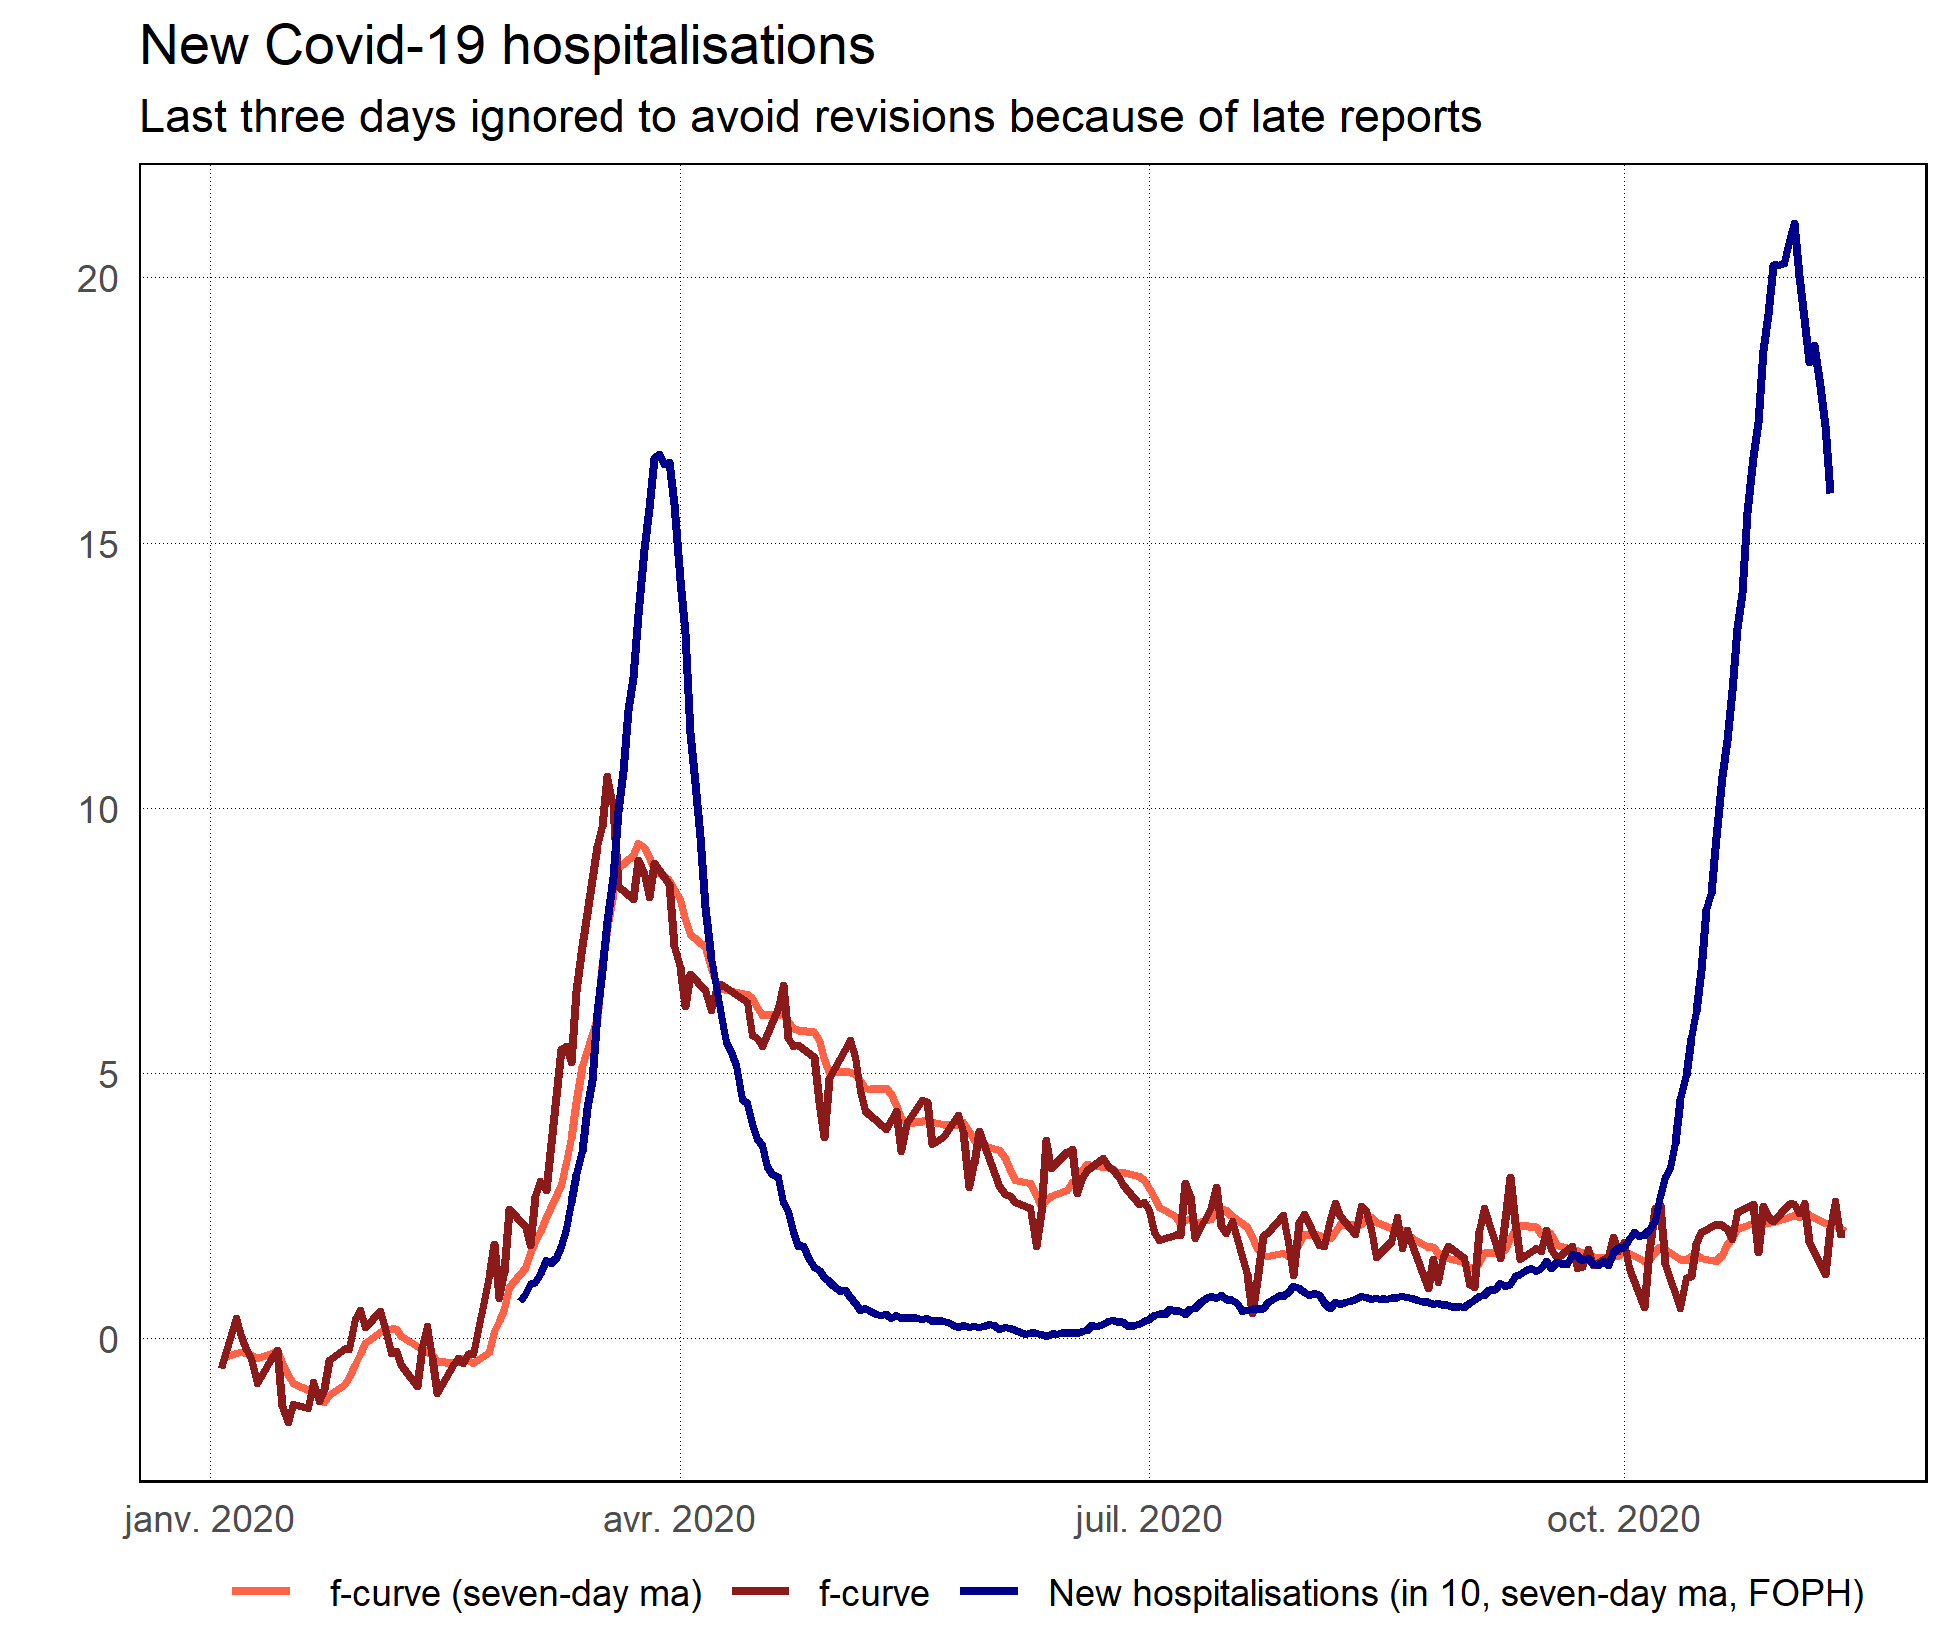 New Covid-19 hospitalisations
Last three days ignored to avoid revisions because of late reports
20
15
10
5
0
janv. 2020 avr. 2020 juil. 2020 oct. 2020
f-curve (seven-day ma) f-curve New hospitalisations (in 10, seven-day ma, FOPH)